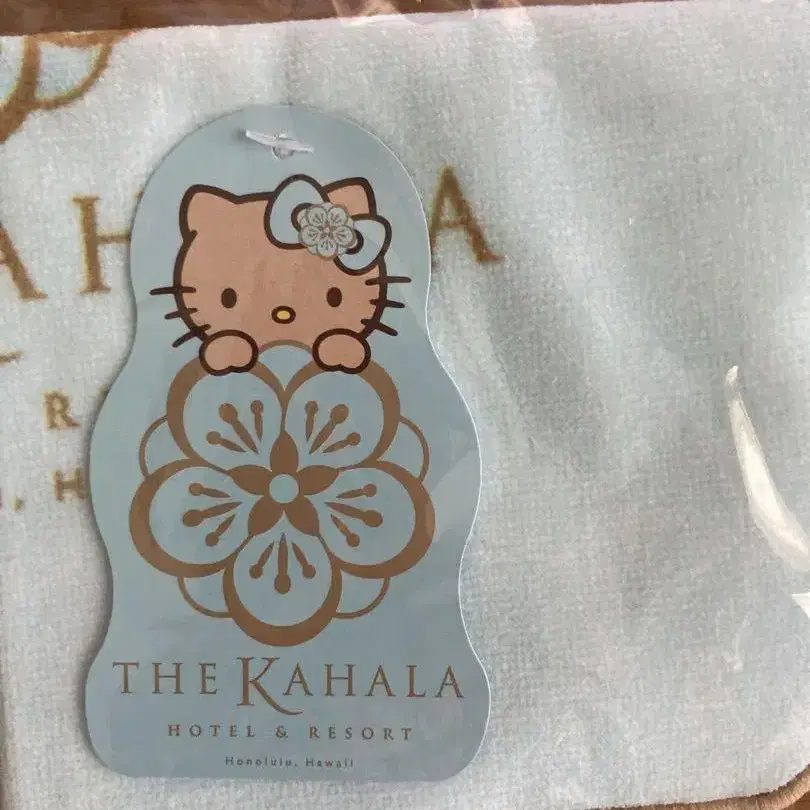 THE KAHALA
HOTEL & RESORT
Honolulu, Hawaii